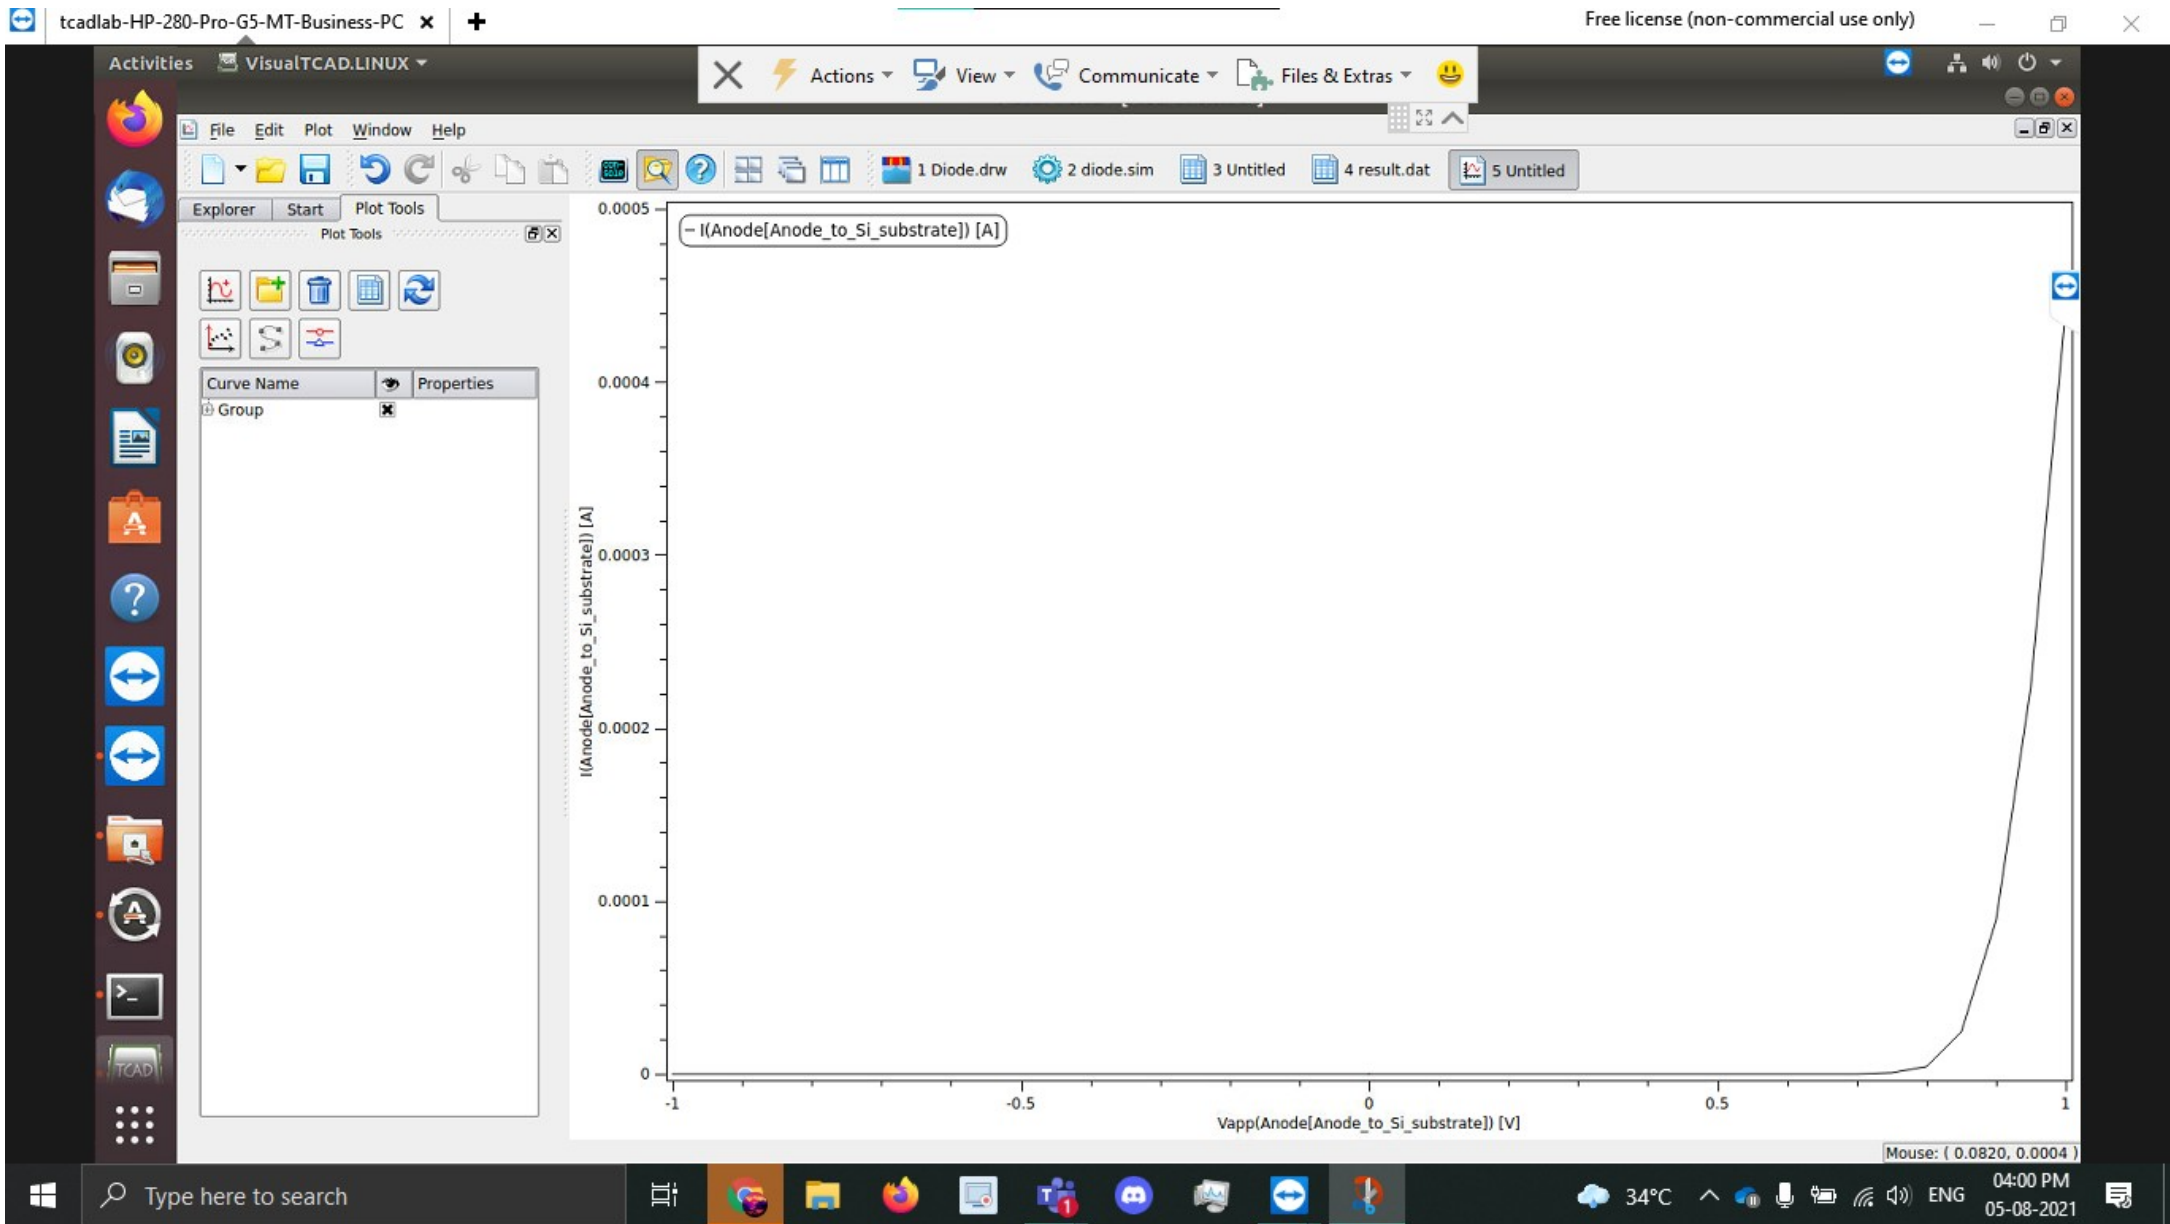 tcadlab-HP-280-Pro-G5-MT-Business-PC
Free license (non-commercial use only)
Activities VisualTCAD.LINUX
Actions View Communicate Files & Extras
File Edit Plot Window Help
1 Diode.drw 2 diode.sim 3 Untitled 4 result.dat 5 Untitled
Explorer Start Plot Tools
Plot Tools
Curve Name Properties
Group
I(Anode[Anode_to_Si_substrate]) [A]
0.0005
0.0004
0.0003
0.0002
0.0001
0
I(Anode[Anode_to_Si_substrate]) [A]
-1 -0.5 0 0.5 1
Vapp(Anode[Anode_to_Si_substrate]) [V]
Mouse: ( 0.0820, 0.0004 )
TCAD
Type here to search
34°C ENG
04:00 PM
05-08-2021